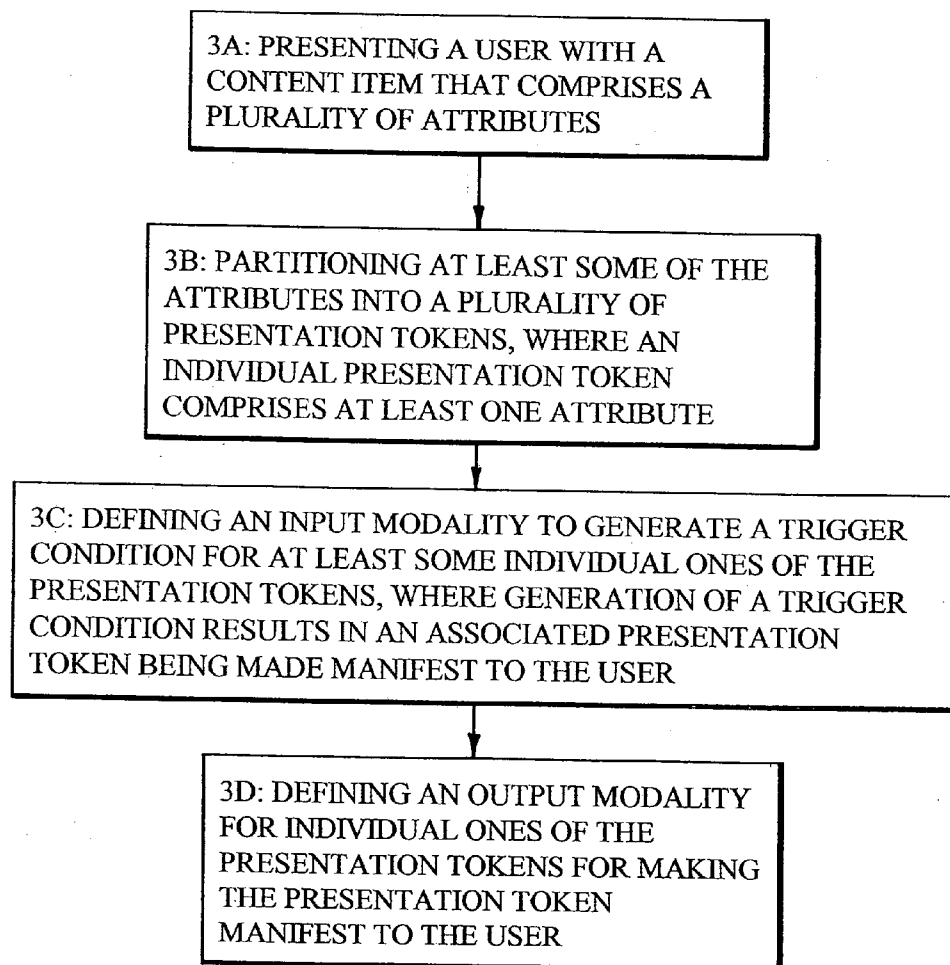 3A: PRESENTING A USER WITH A
CONTENT ITEM THAT COMPRISES A
PLURALITY OF ATTRIBUTES
3B: PARTITIONING AT LEAST SOME OF THE
ATTRIBUTES INTO A PLURALITY OF
PRESENTATION TOKENS, WHERE AN
INDIVIDUAL PRESENTATION TOKEN
COMPRISES AT LEAST ONE ATTRIBUTE
3C: DEFINING AN INPUT MODALITY TO GENERATE A TRIGGER
CONDITION FOR AT LEAST SOME INDIVIDUAL ONES OF THE
PRESENTATION TOKENS, WHERE GENERATION OF A TRIGGER
CONDITION RESULTS IN AN ASSOCIATED PRESENTATION
TOKEN BEING MADE MANIFEST TO THE USER
3D: DEFINING AN OUTPUT MODALITY
FOR INDIVIDUAL ONES OF THE
PRESENTATION TOKENS FOR MAKING
THE PRESENTATION TOKEN
MANIFEST TO THE USER